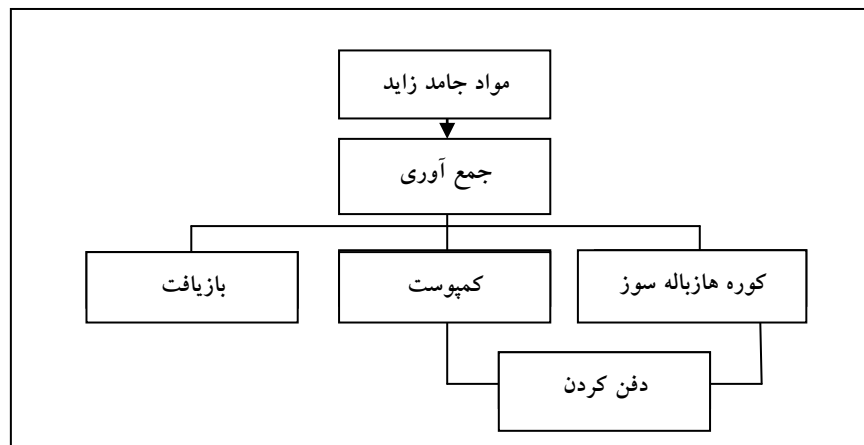 مواد جامد زاید
جمع آوری
کوره هازباله سوز
کمپوست
بازیافت
دفن کردن